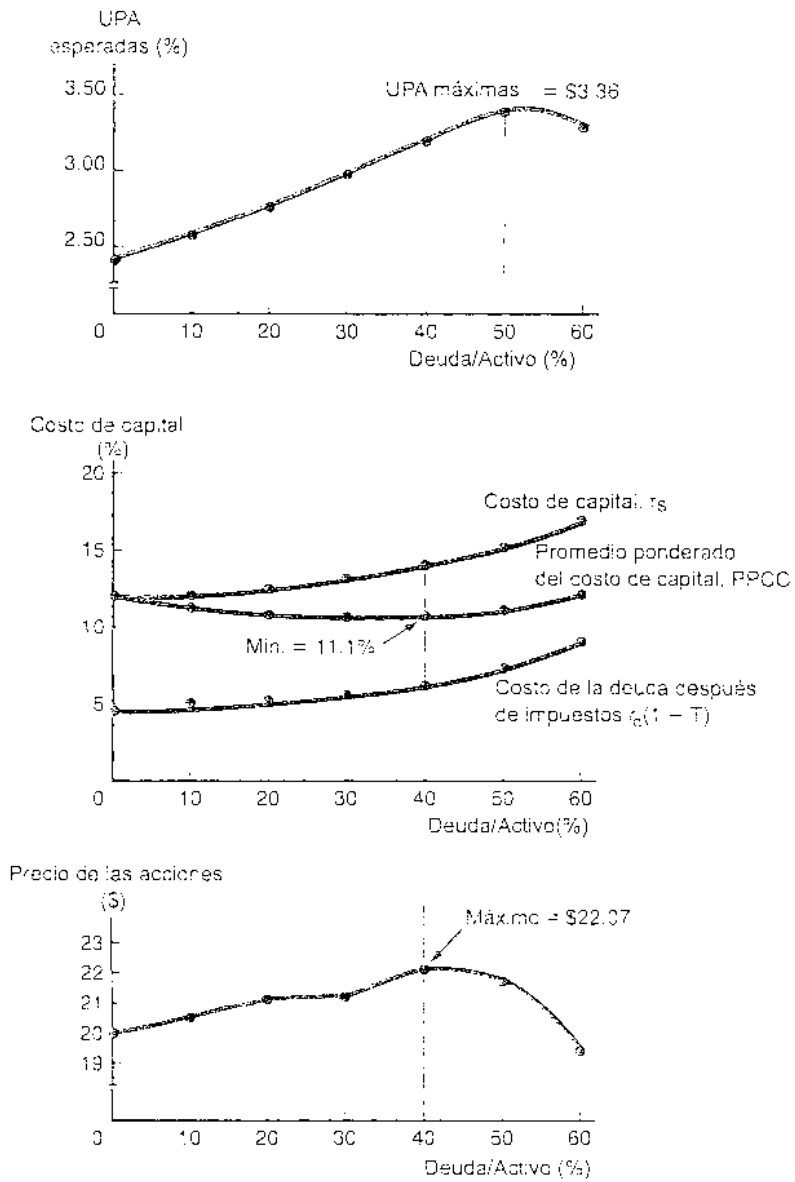 UPA
esperadas (%)
3.50
UPA máximas = $3.36
3.00
2.50
0 10 20 30 40 50 60
Deuda/Activo (%)
Costo de capital
(%)
20
Costo de capital, rs
15
Promedio ponderado
del costo de capital, PPCC
10
Min. = 11.1%
Costo de la deuda después
de impuestos (1 – T)
5
0 10 20 30 40 50 60
Deuda/Activo(%)
Precio de las acciones
($)
Máximo = $22.07
23
22
21
20
19
0 10 20 30 40 50 60
Deuda/Activo (%)